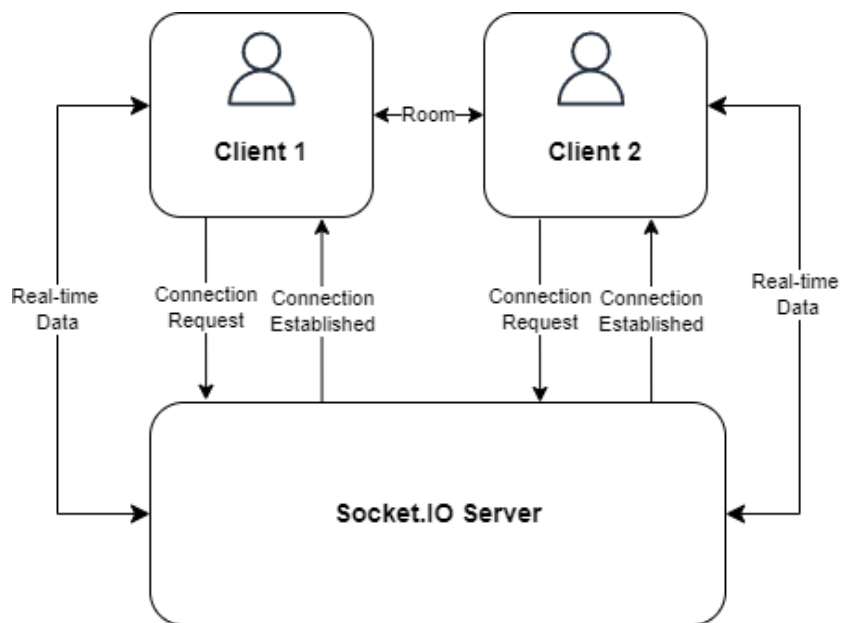 Client 1
Room
Client 2
Real-time
Data
Connection
Request
Connection
Established
Connection
Request
Connection
Established
Real-time
Data
Socket.IO Server